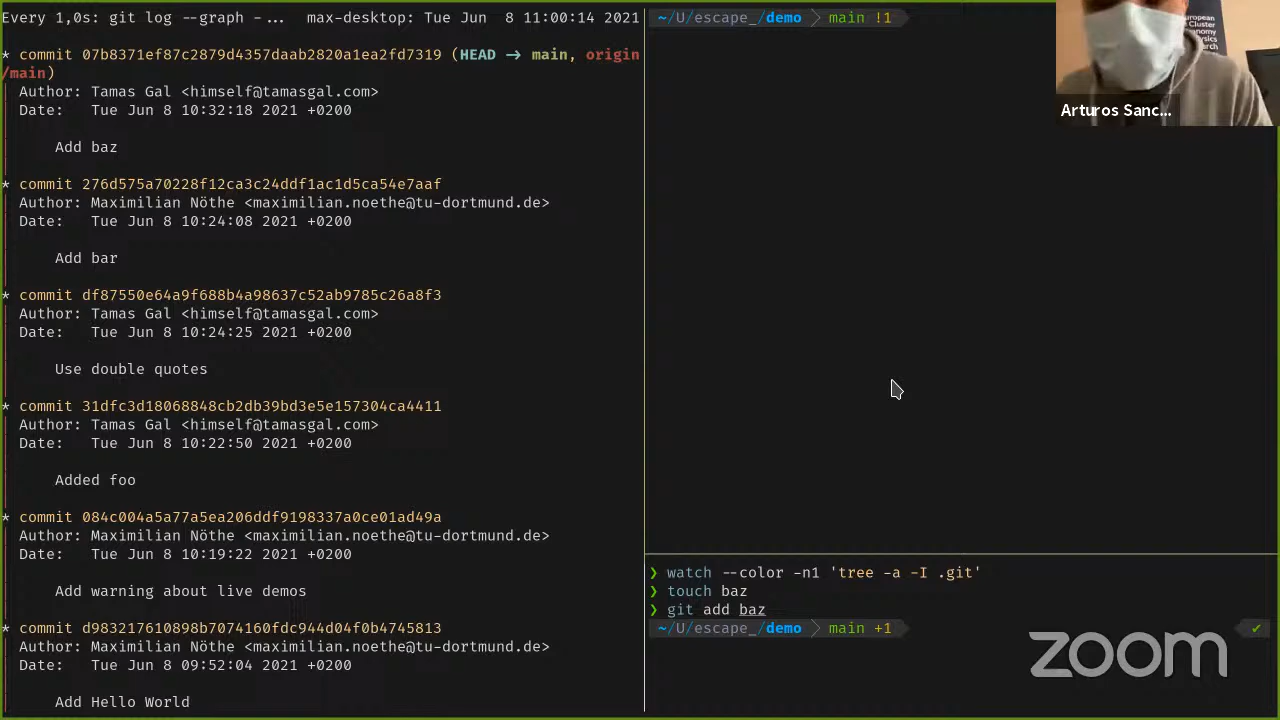 Every 1,0s: git log --graph -... max-desktop: Tue Jun 8 11:00:14 2021
* commit 07b8371ef87c2879d4357daab2820a1ea2fd7319 (HEAD -> main, origin
/main)
| Author: Tamas Gal <himself@tamasgal.com>
| Date: Tue Jun 8 10:32:18 2021 +0200
|
| Add baz
|
* commit 276d575a70228f12ca3c24ddf1ac1d5ca54e7aaf
| Author: Maximilian Nöthe <maximilian.noethe@tu-dortmund.de>
| Date: Tue Jun 8 10:24:08 2021 +0200
|
| Add bar
|
* commit df87550e64a9f688b4a98637c52ab9785c26a8f3
| Author: Tamas Gal <himself@tamasgal.com>
| Date: Tue Jun 8 10:24:25 2021 +0200
|
| Use double quotes
|
* commit 31dfc3d18068848cb2db39bd3e5e157304ca4411
| Author: Tamas Gal <himself@tamasgal.com>
| Date: Tue Jun 8 10:22:50 2021 +0200
|
| Added foo
|
* commit 084c004a5a77a5ea206ddf9198337a0ce01ad49a
| Author: Maximilian Nöthe <maximilian.noethe@tu-dortmund.de>
| Date: Tue Jun 8 10:19:22 2021 +0200
|
| Add warning about live demos
|
* commit d983217610898b7074160fdc944d04f0b4745813
| Author: Maximilian Nöthe <maximilian.noethe@tu-dortmund.de>
| Date: Tue Jun 8 09:52:04 2021 +0200
|
| Add Hello World
~/U/escape_/demo > main !1
❯ watch --color -n1 'tree -a -I .git'
❯ touch baz
❯ git add baz
~/U/escape_/demo > main +1 ✔
Arturos Sanc...
zoom